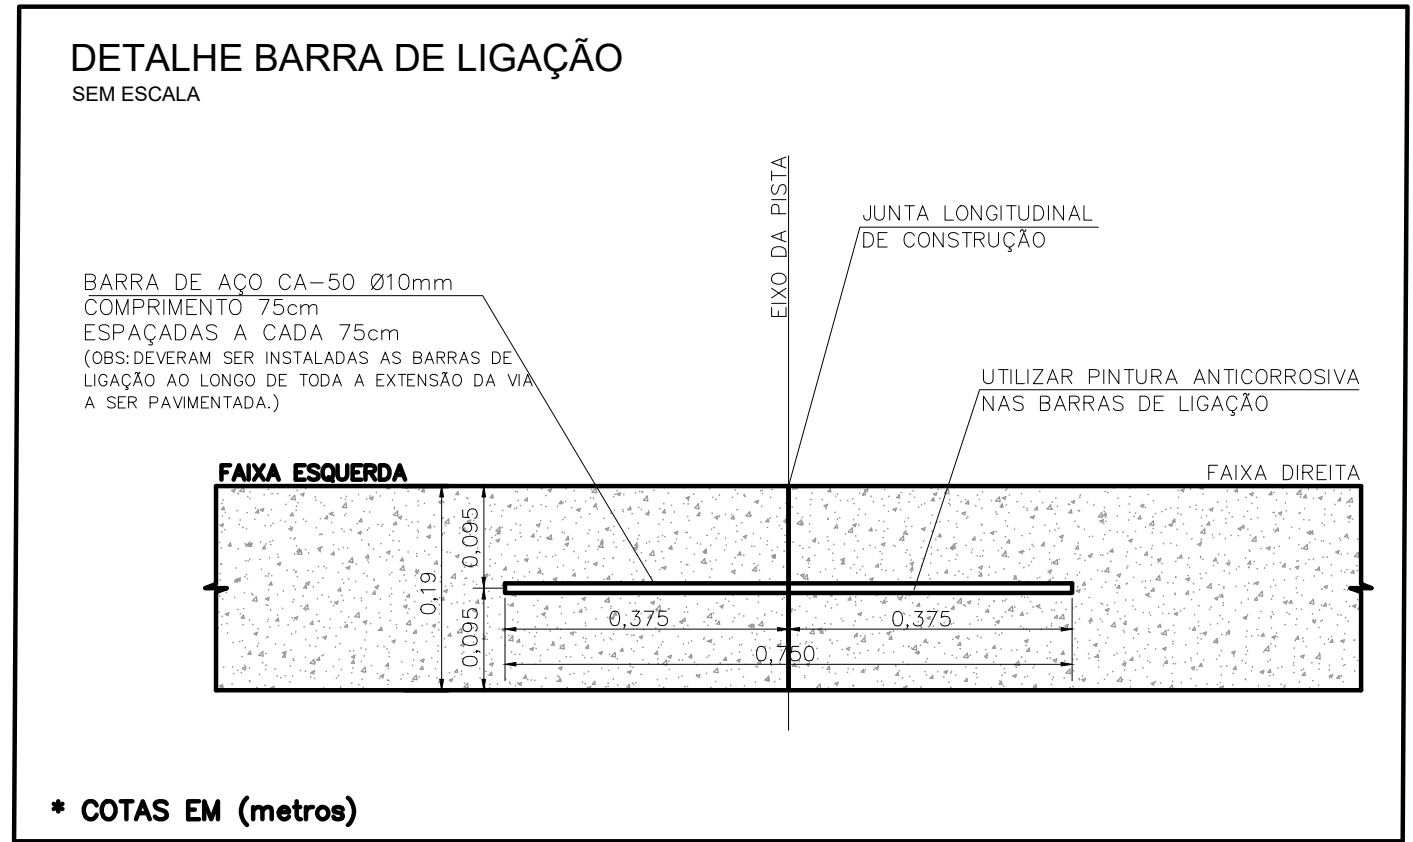 DETALHE BARRA DE LIGAÇÃO
SEM ESCALA
EIXO DA PISTA
JUNTA LONGITUDINAL
DE CONSTRUÇÃO
BARRA DE AÇO CA-50 Ø10mm
COMPRIMENTO 75cm
ESPAÇADAS A CADA 75cm
(OBS: DEVERAM SER INSTALADAS AS BARRAS DE
LIGAÇÃO AO LONGO DE TODA A EXTENSÃO DA VIA
A SER PAVIMENTADA.)
UTILIZAR PINTURA ANTICORROSIVA
NAS BARRAS DE LIGAÇÃO
FAIXA ESQUERDA
FAIXA DIREITA
0,095
0,19
0,095
0,375
0,375
0,750
* COTAS EM (metros)